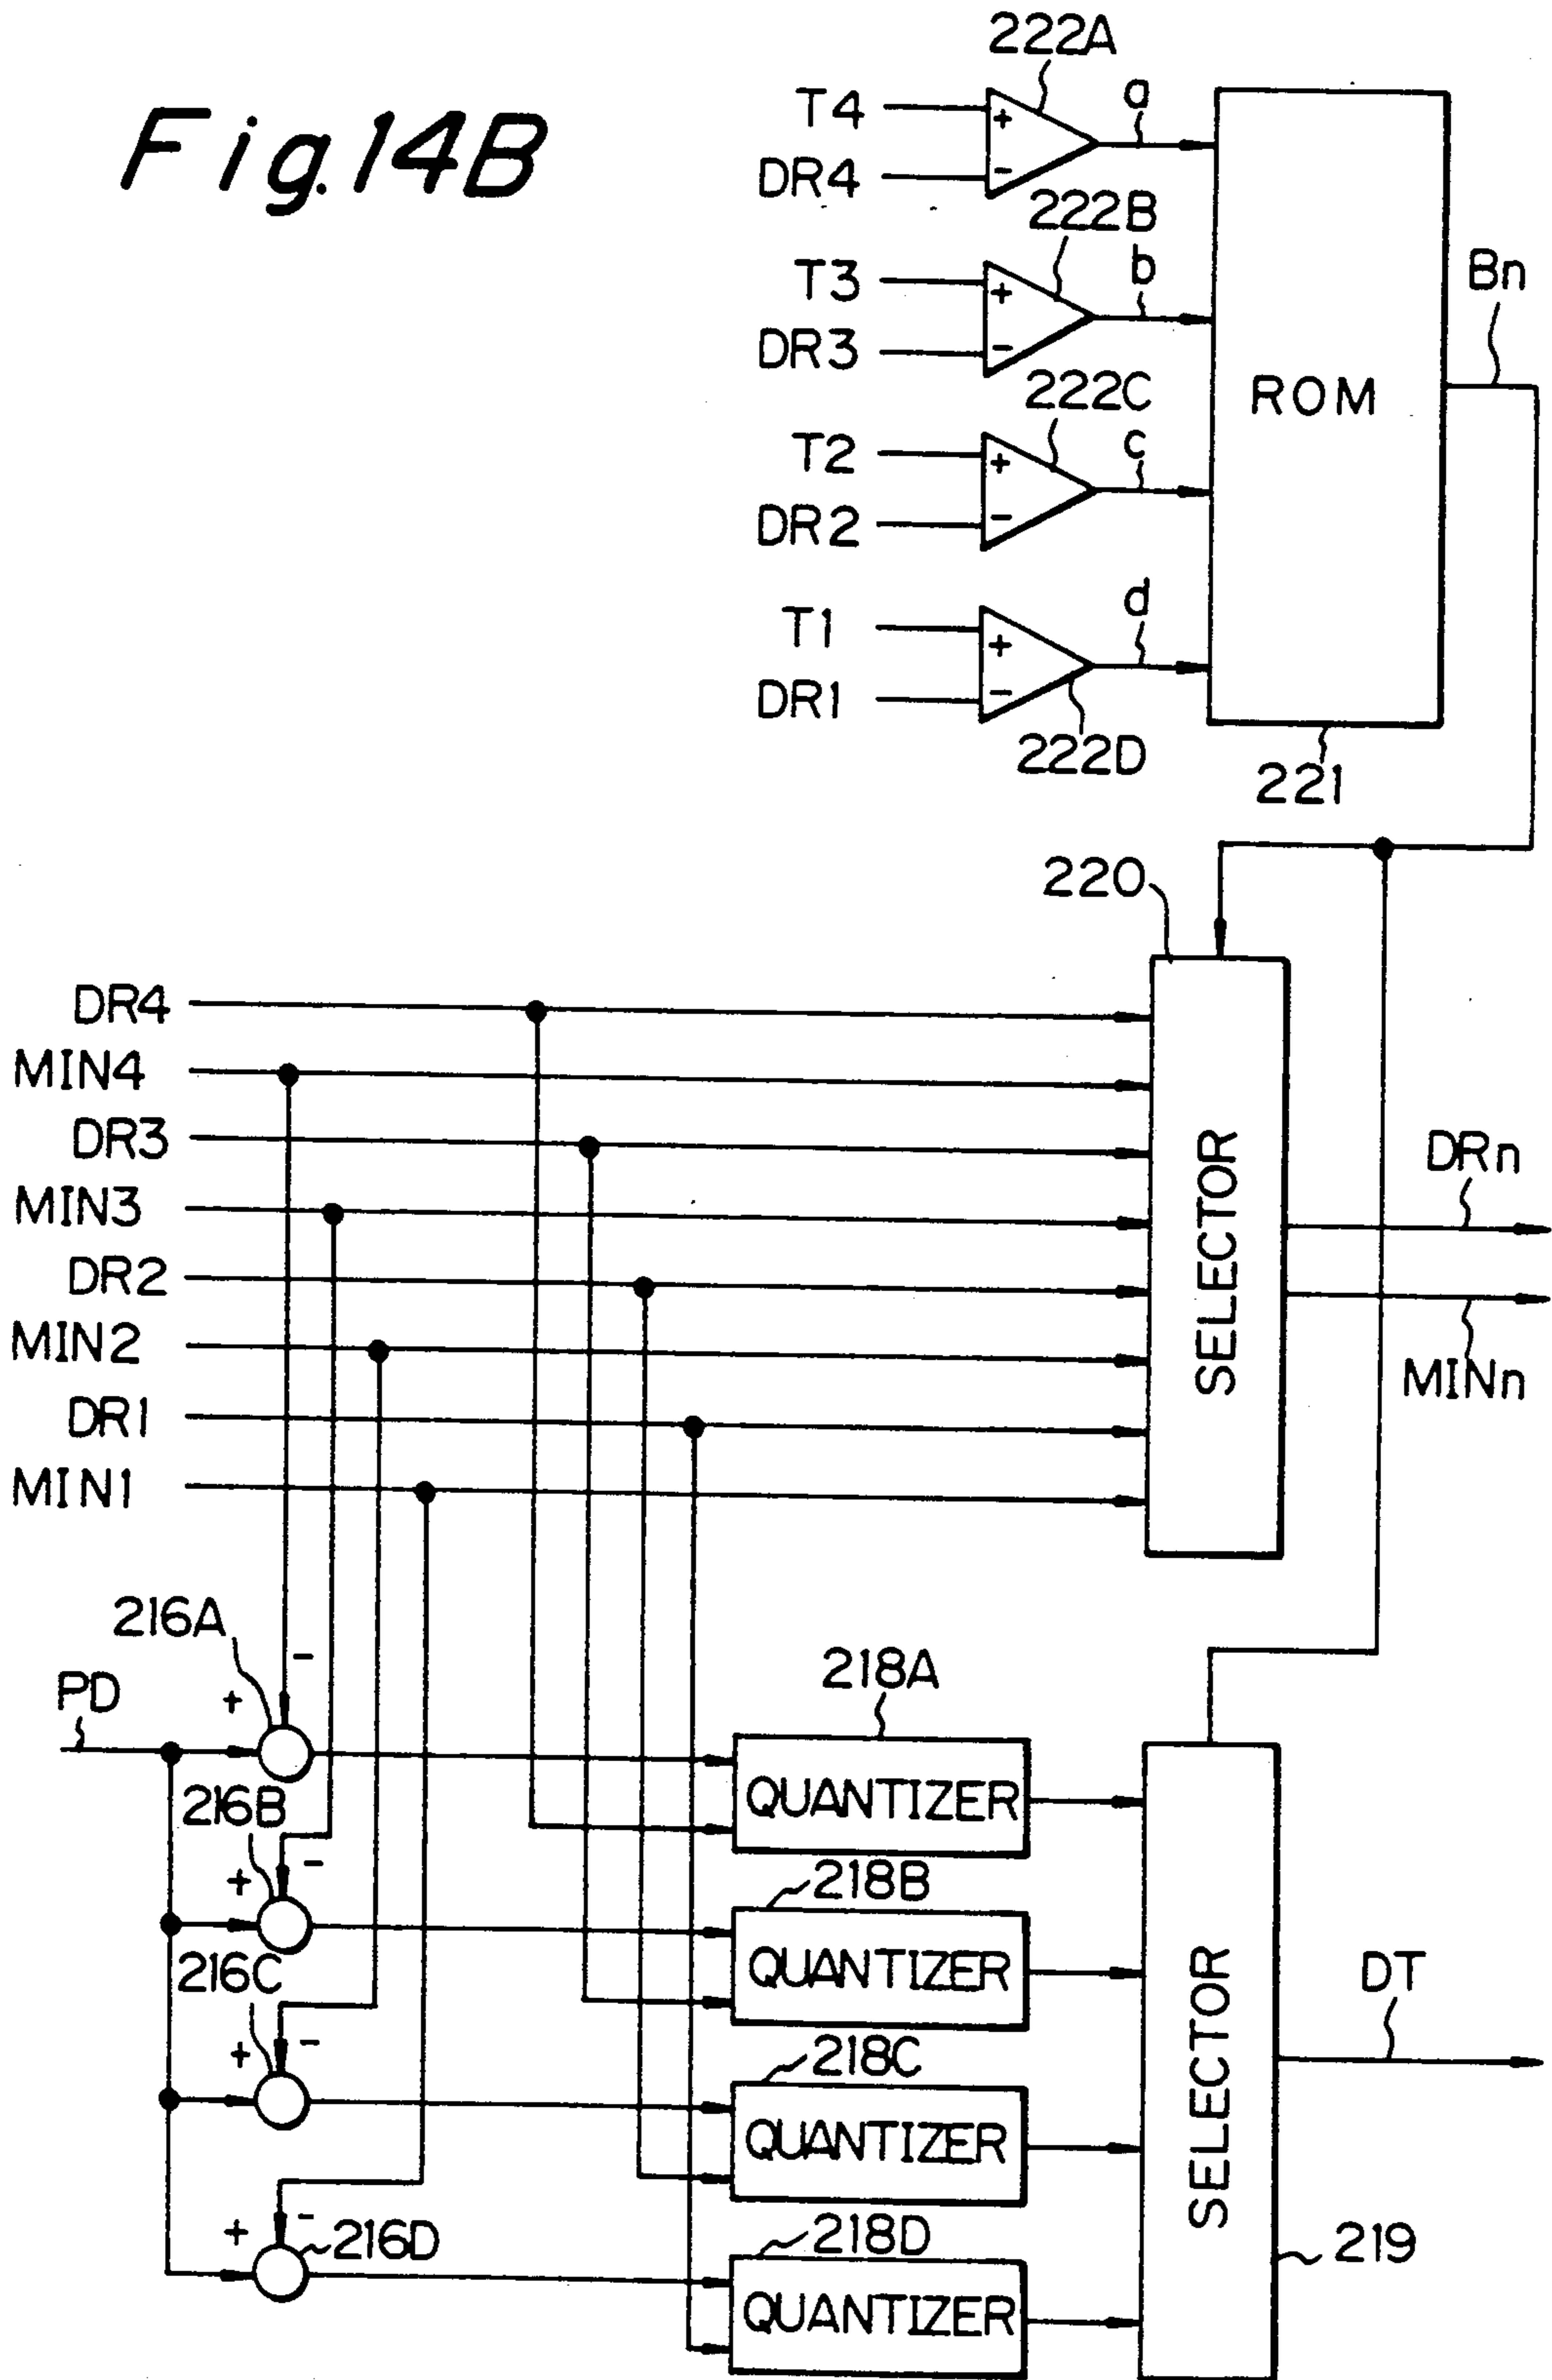 Fig.14B
222A
T4
+
a
DR4
-
222B
T3
+
b
DR3
-
Bn
ROM
222C
T2
+
c
DR2
-
T1
+
d
DR1
-
222D
221
220
DR4
MIN4
DR3
MIN3
DR2
MIN2
DR1
MIN1
SELECTOR
DRn
MINn
216A
-
PD
+
218A
QUANTIZER
216B
+
-
218B
QUANTIZER
216C
+
-
218C
QUANTIZER
SELECTOR
DT
+
-
216D
218D
QUANTIZER
219